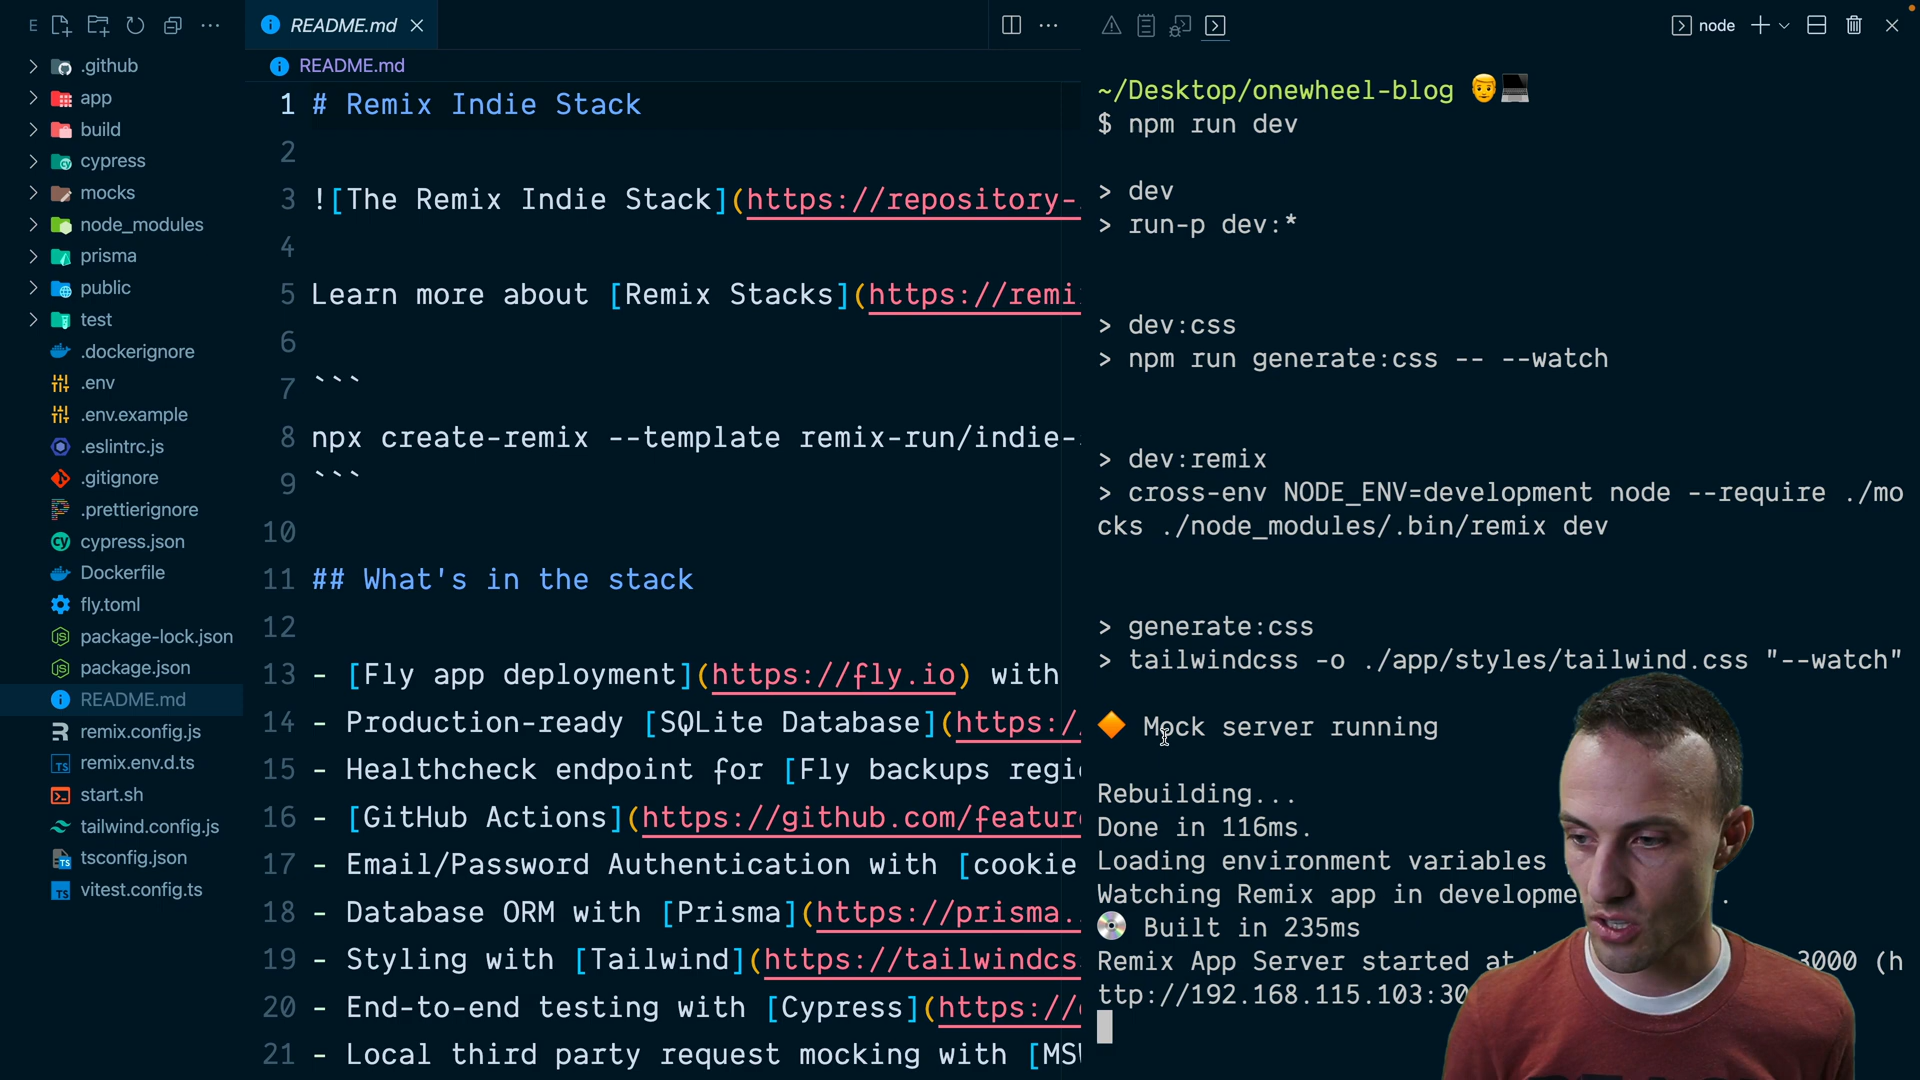 E
README.md
node
.github
app
build
cypress
mocks
node_modules
prisma
public
test
.dockerignore
.env
.env.example
.eslintrc.js
.gitignore
.prettierignore
cypress.json
Dockerfile
fly.toml
package-lock.json
package.json
README.md
remix.config.js
remix.env.d.ts
start.sh
tailwind.config.js
tsconfig.json
vitest.config.ts
README.md
1 # Remix Indie Stack
2
3 ![The Remix Indie Stack](https://repository-
4
5 Learn more about [Remix Stacks](https://remi
6
7 ```
8 npx create-remix --template remix-run/indie-
9 ```
10
11 ## What's in the stack
12
13 - [Fly app deployment](https://fly.io) with
14 - Production-ready [SQLite Database](https:/
15 - Healthcheck endpoint for [Fly backups regi
16 - [GitHub Actions](https://github.com/featur
17 - Email/Password Authentication with [cookie
18 - Database ORM with [Prisma](https://prisma.
19 - Styling with [Tailwind](https://tailwindcs
20 - End-to-end testing with [Cypress](https://
21 - Local third party request mocking with [MS
~/Desktop/onewheel-blog 👨‍💻
$ npm run dev
> dev
> run-p dev:*
> dev:css
> npm run generate:css -- --watch
> dev:remix
> cross-env NODE_ENV=development node --require ./mo
cks ./node_modules/.bin/remix dev
> generate:css
> tailwindcss -o ./app/styles/tailwind.css "--watch"
🔶 Mock server running
Rebuilding...
Done in 116ms.
Loading environment variables
Watching Remix app in developme
💿 Built in 235ms
Remix App Server started at 3000 (h
ttp://192.168.115.103:30